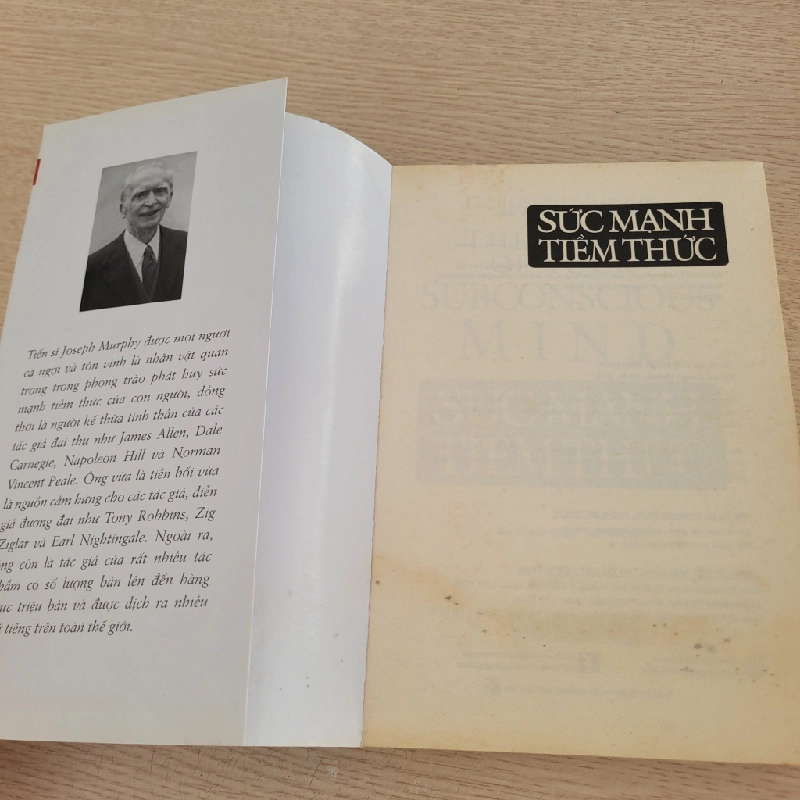 Tiến sĩ Joseph Murphy được mọi người
ca ngợi và tôn vinh là nhân vật quan
trọng trong phong trào phát huy sức
mạnh tiềm thức của con người, đồng
thời là người kế thừa tinh thần của các
tác giả đại thụ như James Allen, Dale
Carnegie, Napoleon Hill và Norman
Vincent Peale. Ông vừa là tiền bối vừa
là nguồn cảm hứng cho các tác giả, diễn
giả đương đại như Tony Robbins, Zig
Ziglar và Earl Nightingale. Ngoài ra,
ng còn là tác giả của rất nhiều tác
hẩm có số lượng bán lên đến hàng
ục triệu bản và được dịch ra nhiều
tiếng trên toàn thế giới.
SỨC MẠNH
TIỀM THỨC
SUBCONSCIOUS
MIND